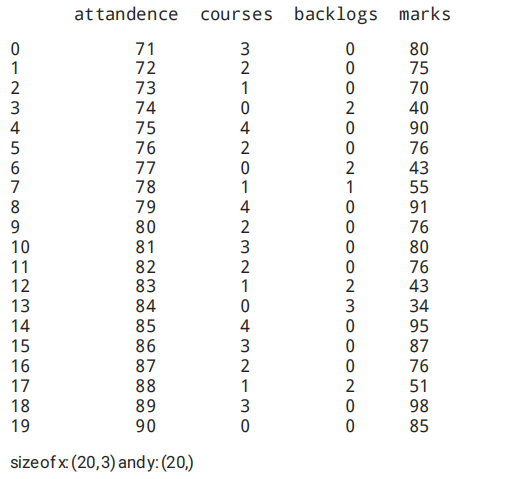 attandence courses backlogs marks
0 71 3 0 80
1 72 2 0 75
2 73 1 0 70
3 74 0 2 40
4 75 4 0 90
5 76 2 0 76
6 77 0 2 43
7 78 1 1 55
8 79 4 0 91
9 80 2 0 76
10 81 3 0 80
11 82 2 0 76
12 83 1 2 43
13 84 0 3 34
14 85 4 0 95
15 86 3 0 87
16 87 2 0 76
17 88 1 2 51
18 89 3 0 98
19 90 0 0 85
sizeofx:(20,3)andy:(20,)